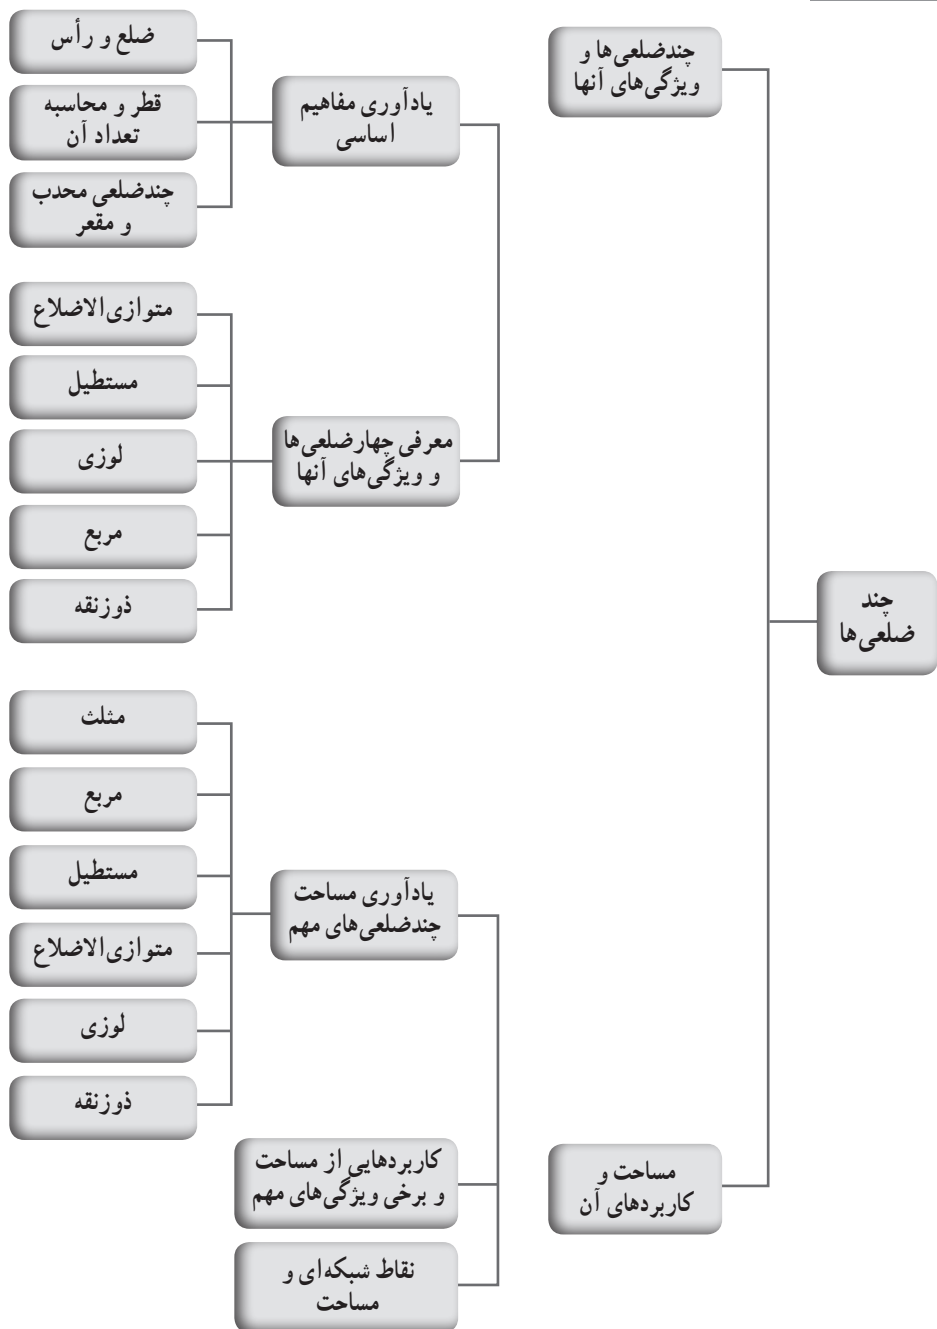 چند
ضلعی‌ها
چندضلعی‌ها و
ویژگی‌های آنها
یادآوری مفاهیم
اساسی
ضلع و رأس
قطر و محاسبه
تعداد آن
چندضلعی محدب
و مقعر
معرفی چهارضلعی‌ها
و ویژگی‌های آنها
متوازی‌الاضلاع
مستطیل
لوزی
مربع
ذوزنقه
مساحت و
کاربردهای آن
یادآوری مساحت
چندضلعی‌های مهم
مثلث
مربع
مستطیل
متوازی‌الاضلاع
لوزی
ذوزنقه
کاربردهایی از مساحت
و برخی ویژگی‌های مهم
نقاط شبکه‌ای و
مساحت